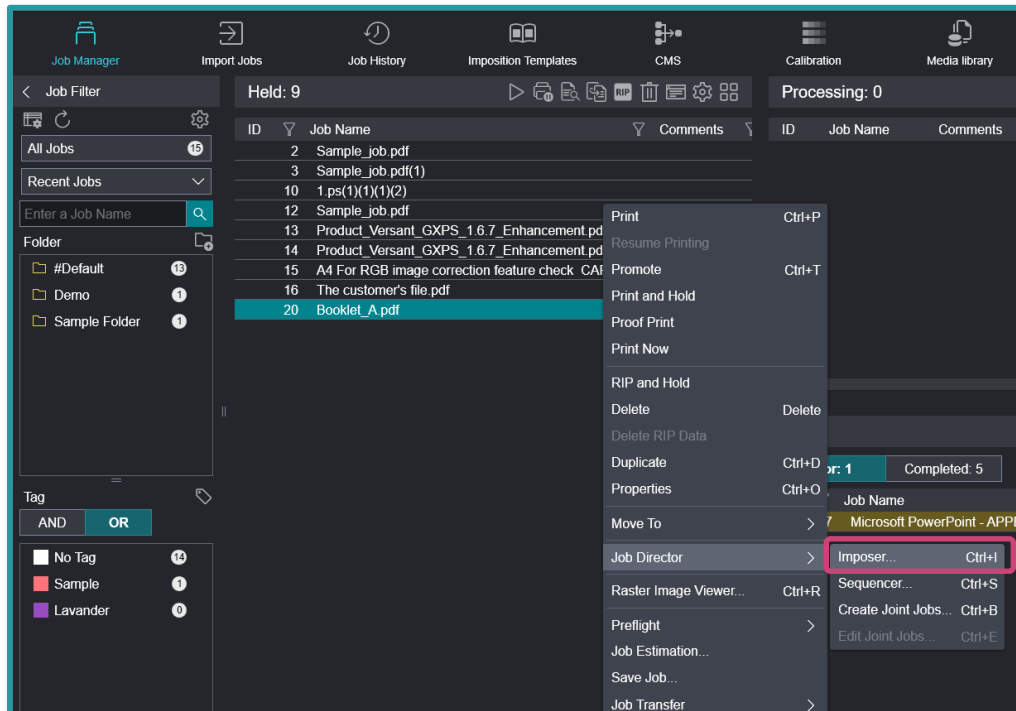 Job Manager
Import Jobs
Job History
Imposition Templates
CMS
Calibration
Media library
Job Filter
All Jobs 15
Recent Jobs
Enter a Job Name
Folder
#Default 13
Demo 1
Sample Folder 1
Tag
AND OR
No Tag 14
Sample 1
Lavander 0
Held: 9
RIP
ID Job Name Comments
2 Sample_job.pdf
3 Sample_job.pdf(1)
10 1.ps(1)(1)(1)(2)
12 Sample_job.pdf
13 Product_Versant_GXPS_1.6.7_Enhancement.pd
14 Product_Versant_GXPS_1.6.7_Enhancement.pd
15 A4 For RGB image correction feature check CAF
16 The customer's file.pdf
20 Booklet_A.pdf
Print Ctrl+P
Resume Printing
Promote Ctrl+T
Print and Hold
Proof Print
Print Now
RIP and Hold
Delete Delete
Delete RIP Data
Duplicate Ctrl+D
Properties Ctrl+O
Move To
Job Director
Raster Image Viewer... Ctrl+R
Preflight
Job Estimation...
Save Job...
Job Transfer
Imposer... Ctrl+I
Sequencer... Ctrl+S
Create Joint Jobs... Ctrl+B
Edit Joint Jobs... Ctrl+E
Processing: 0
ID Job Name Comments
or: 1 Completed: 5
Job Name
7 Microsoft PowerPoint - APP